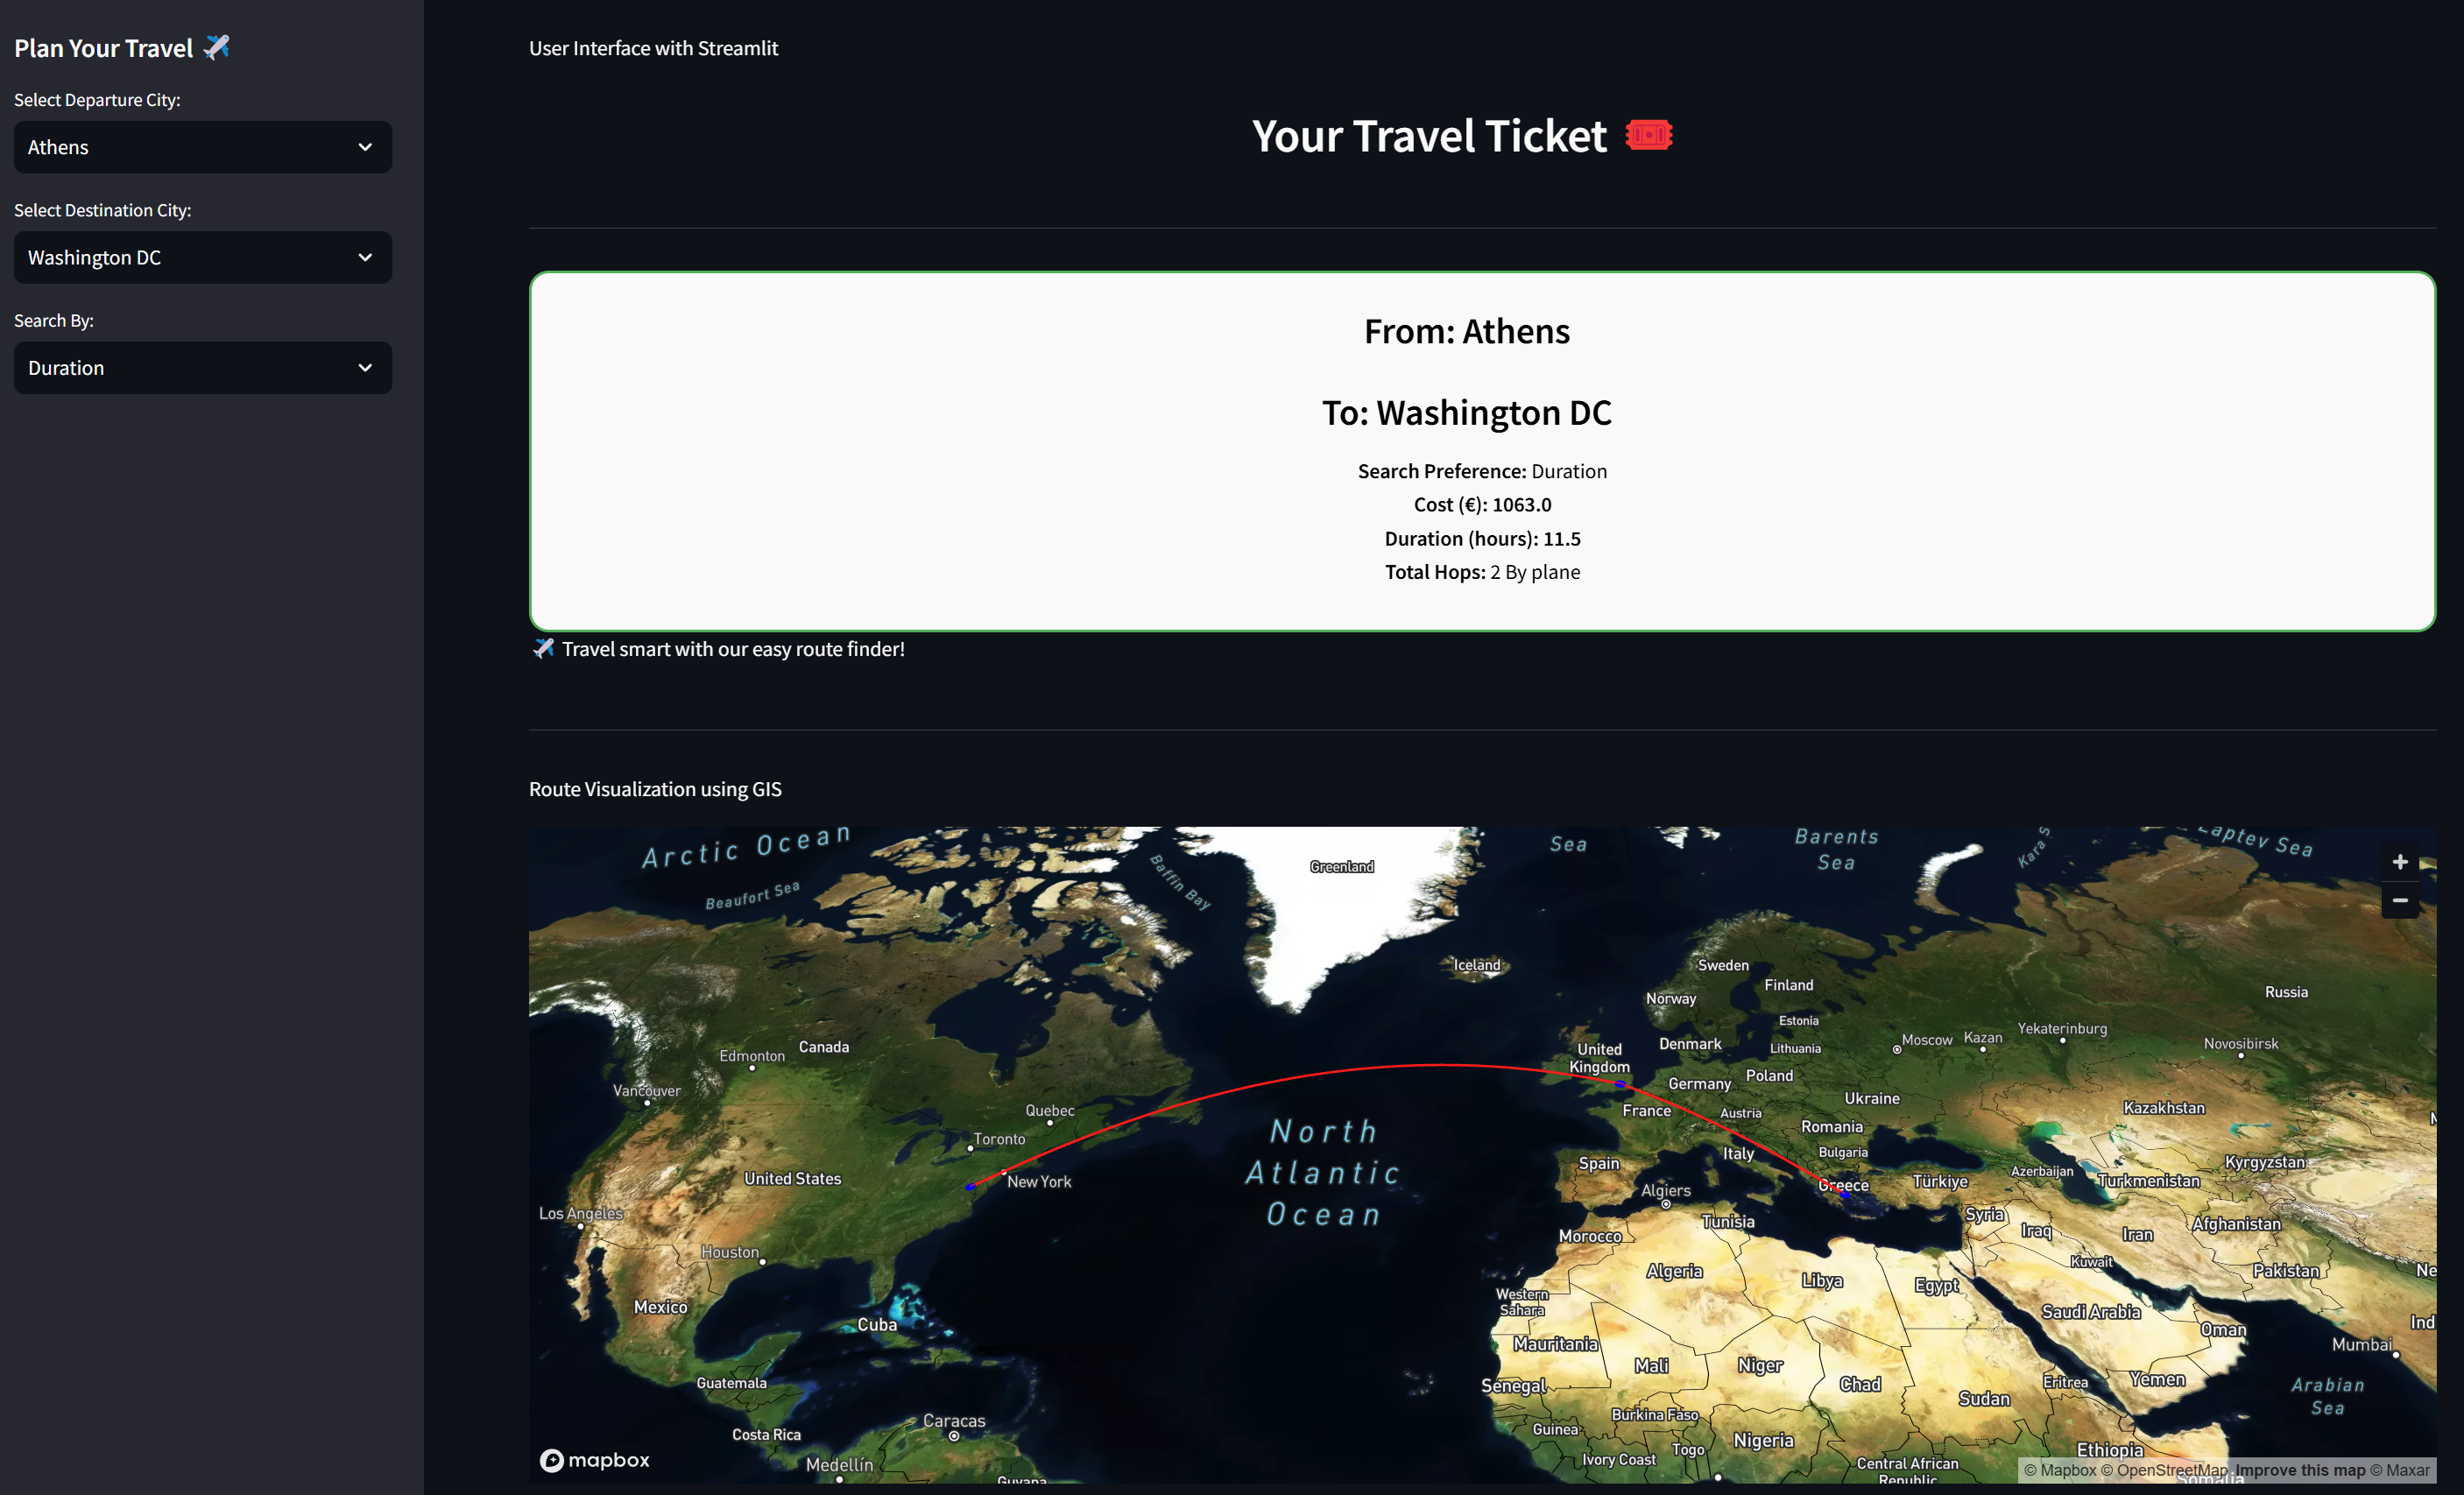 Plan Your Travel
Select Departure City:
Athens
Select Destination City:
Washington DC
Search By:
Duration
User Interface with Streamlit
Your Travel Ticket
From: Athens
To: Washington DC
Search Preference: Duration
Cost (€): 1063.0
Duration (hours): 11.5
Total Hops: 2 By plane
Travel smart with our easy route finder!
Route Visualization using GIS
Arctic Ocean
Beaufort Sea
Baffin Bay
Greenland
Sea
Barents
Sea
Kara S
Laptev Sea
+
−
Iceland
Sweden
Finland
Norway
Russia
Estonia
Canada
Edmonton
United
Kingdom
Denmark
Lithuania
Moscow
Kazan
Yekaterinburg
Novosibirsk
Vancouver
Germany
Poland
Ukraine
Quebec
France
Austria
Kazakhstan
Toronto
North
Atlantic
Ocean
Romania
Italy
Bulgaria
Spain
Azerbaijan
Kyrgyzstan
United States
New York
Algiers
Greece
Türkiye
Turkmenistan
Los Angeles
Tunisia
Syria
Iraq
Iran
Afghanistan
Houston
Morocco
Algeria
Libya
Egypt
Kuwait
Pakistan
Ne
Mexico
Cuba
Western
Sahara
Saudi Arabia
Oman
Ind
Mauritania
Mali
Niger
Chad
Mumbai
Guatemala
Senegal
Sudan
Eritrea
Yemen
Arabian
Sea
Costa Rica
Caracas
Burkina Faso
Guinea
Togo
Nigeria
Ethiopia
Medellín
Guyana
Ivory Coast
Central African
Republic
Somalia
mapbox
© Mapbox © OpenStreetMap Improve this map © Maxar